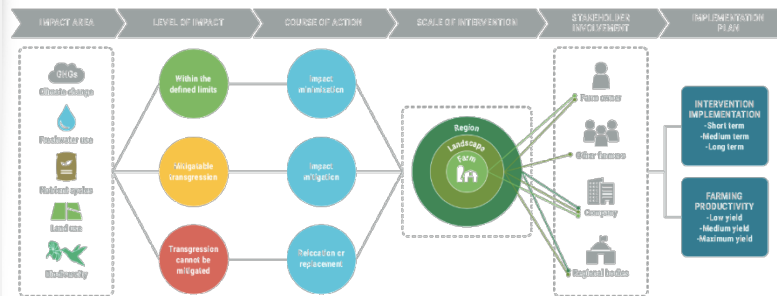 IMPACT AREA
LEVEL OF IMPACT
COURSE OF ACTION
SCALE OF INTERVENTION
STAKEHOLDER
INVOLVEMENT
IMPLEMENTATION
PLAN
GHGs
Climate change
Freshwater use
Nutrient cycles
Land use
Biodiversity
Within the
defined limits
Mitigatable
transgression
Transgression
cannot be
mitigated
Impact
minimisation
Impact
mitigation
Relocation or
replacement
Region
Landscape
Farm
Farm owner
Other farmers
Company
Regional bodies
INTERVENTION
IMPLEMENTATION
-Short term
-Medium term
-Long term
FARMING
PRODUCTIVITY
-Low yield
-Medium yield
-Maximum yield